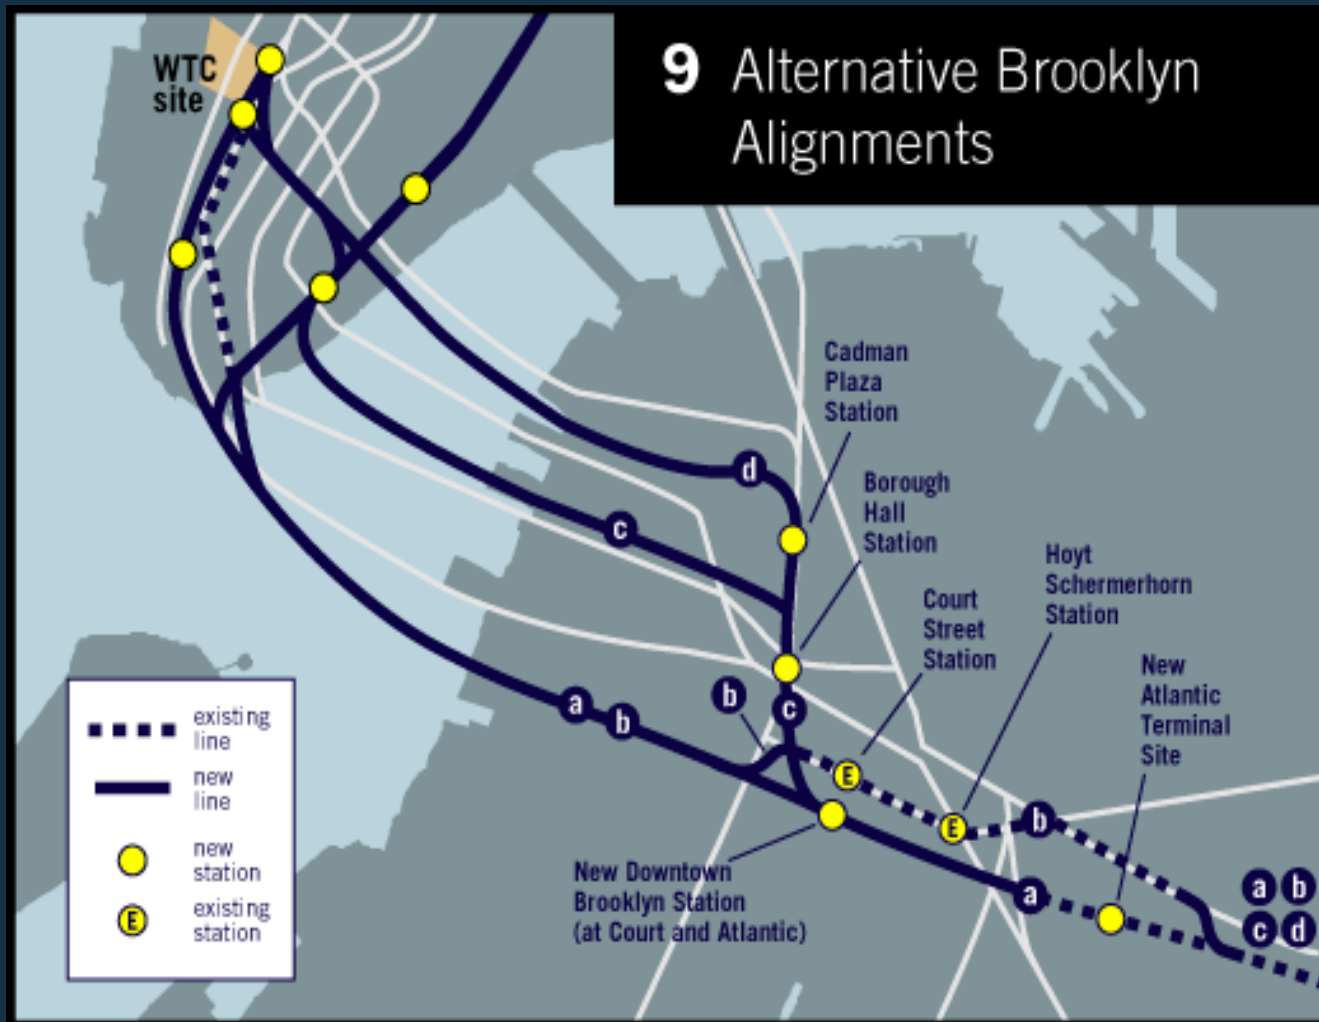 9 Alternative Brooklyn
Alignments
WTC
site
Cadman
Plaza
Station
d
Borough
Hall
Station
c
Hoyt
Schermerhorn
Station
Court
Street
Station
New
Atlantic
Terminal
Site
a
b
b
c
E
E
b
a
existing
line
new
line
new
station
E
existing
station
New Downtown
Brooklyn Station
(at Court and Atlantic)
a b
c d